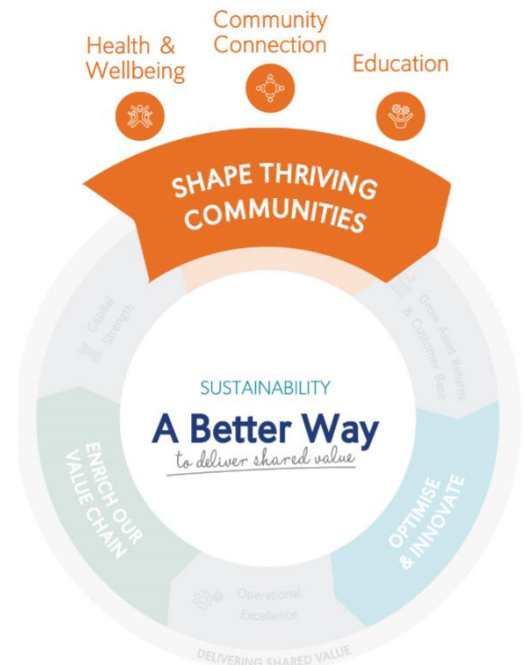 Community
Connection
Health &
Wellbeing
Education
SHAPE THRIVING
COMMUNITIES
Capital
Strength
Grow Asset Returns
& Customer Base
SUSTAINABILITY
A Better Way
to deliver shared value
ENRICH OUR
VALUE CHAIN
OPTIMISE
& INNOVATE
Operational
Excellence
DELIVERING SHARED VALUE